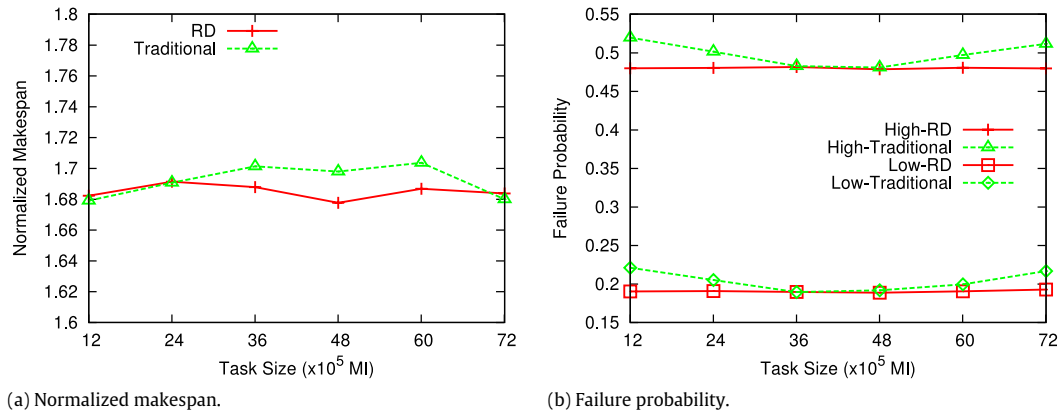 1.8
1.78
1.76
1.74
1.72
1.7
1.68
1.66
1.64
1.62
1.6
Normalized Makespan
RD
Traditional
12 24 36 48 60 72
Task Size (x10^5 MI)
(a) Normalized makespan.
0.55
0.5
0.45
0.4
0.35
0.3
0.25
0.2
0.15
Failure Probability
High-RD
High-Traditional
Low-RD
Low-Traditional
12 24 36 48 60 72
Task Size (x10^5 MI)
(b) Failure probability.